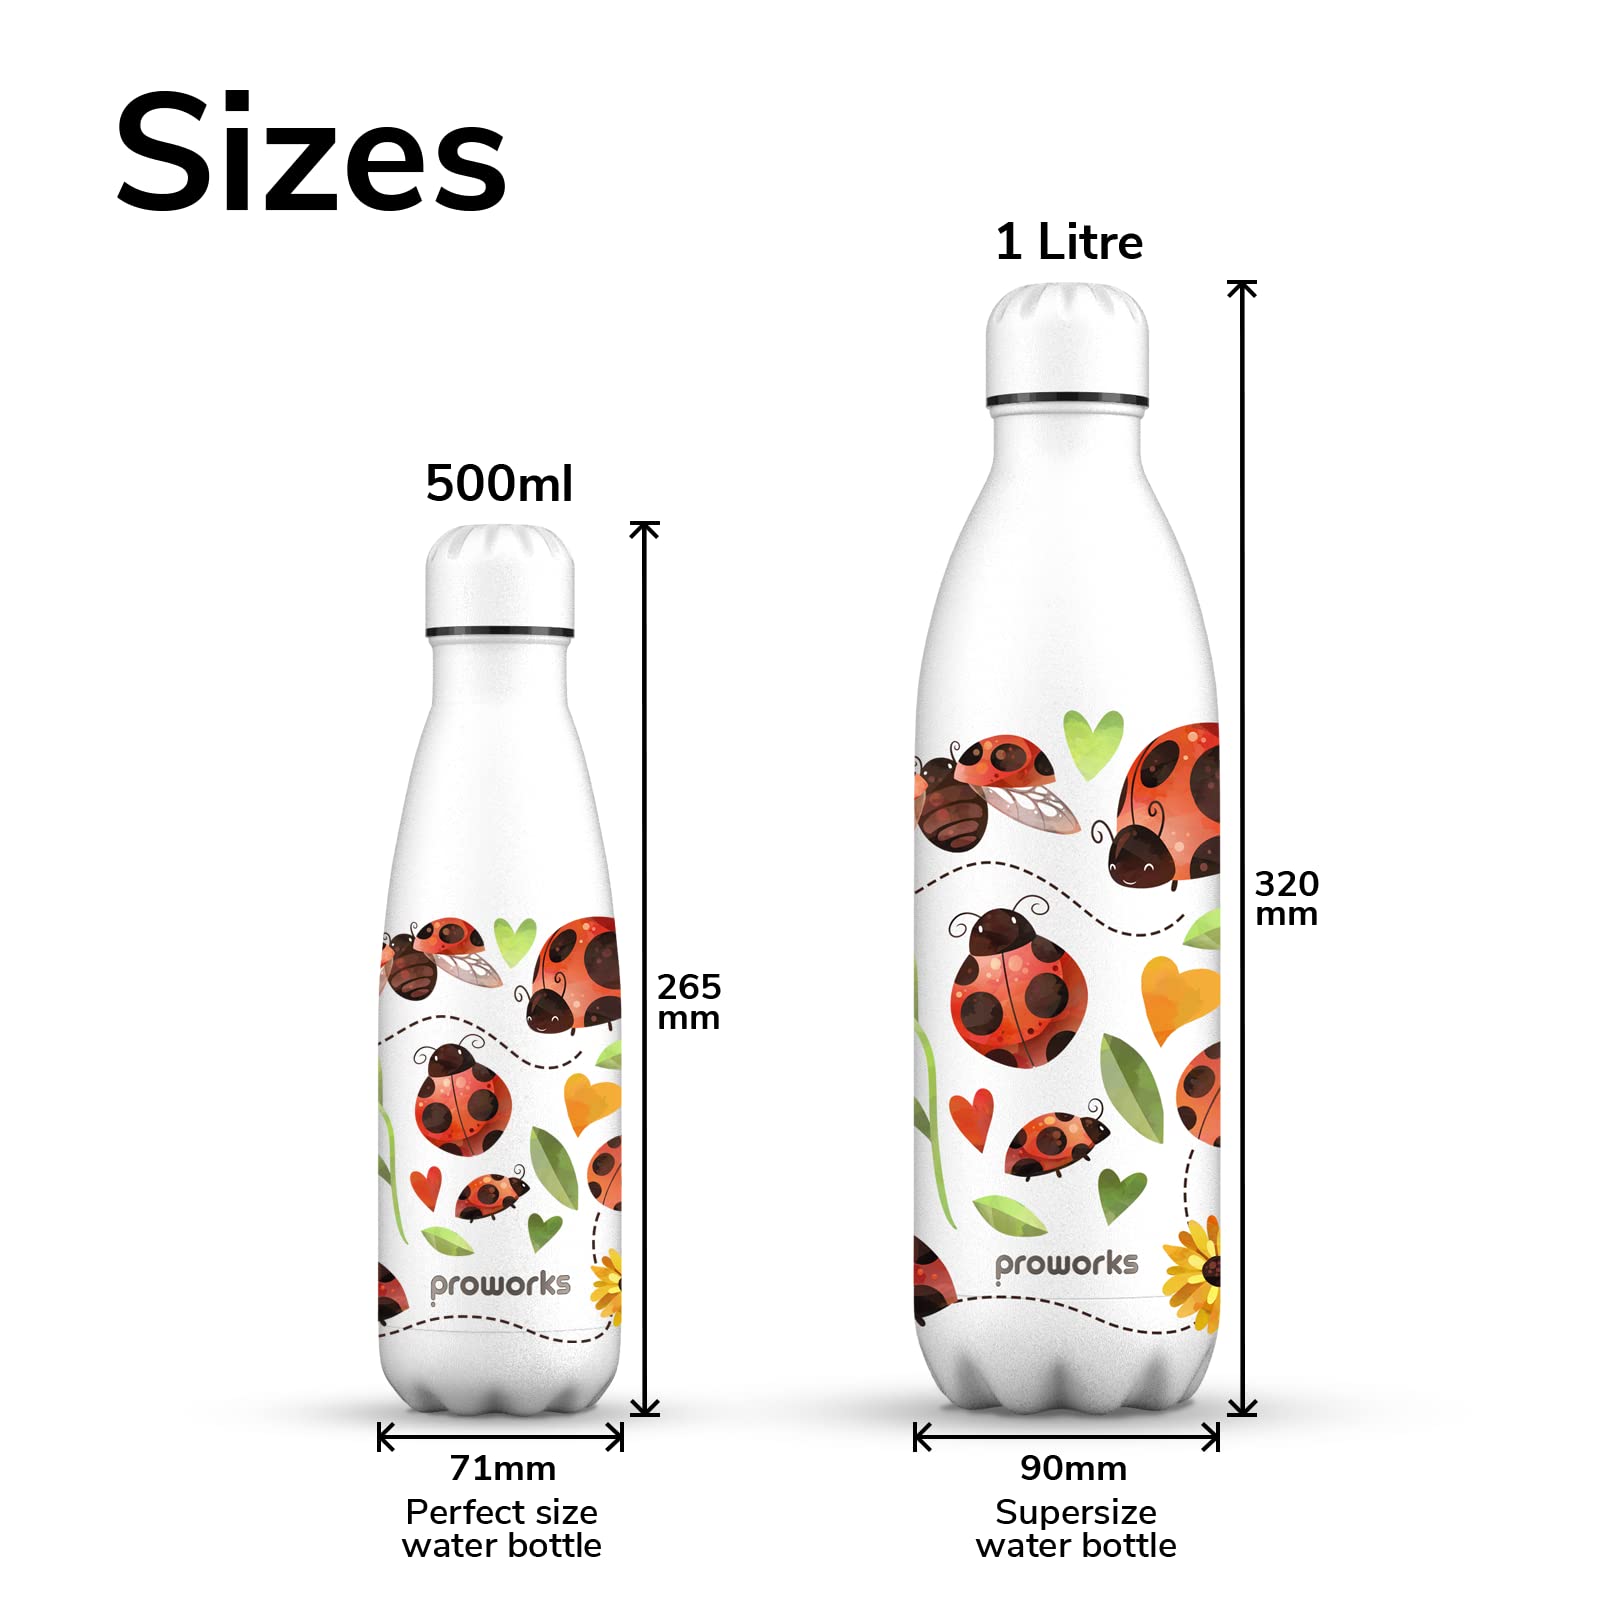 Sizes
1 Litre
500ml
320
mm
265
mm
proworks
proworks
71mm
Perfect size
water bottle
90mm
Supersize
water bottle